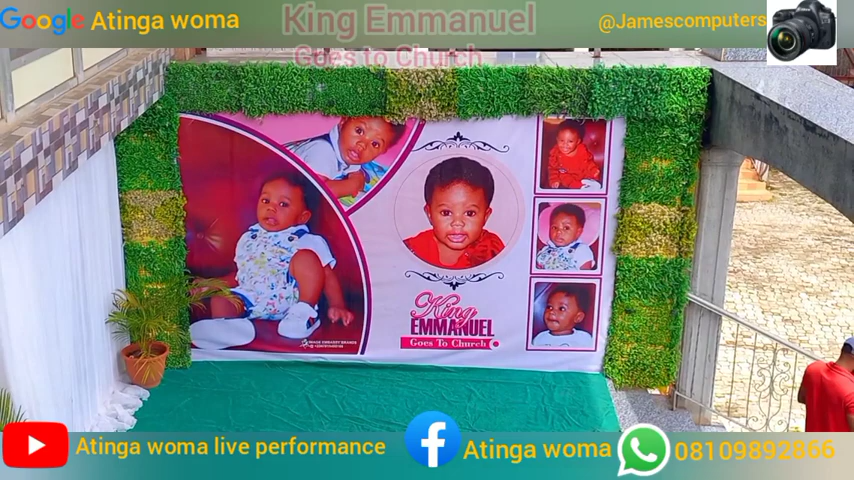 Google Atinga woma
King Emmanuel
Goes to Church
@Jamescomputers
King
EMMANUEL
Goes To Church
Atinga woma live performance
Atinga woma
08109892866